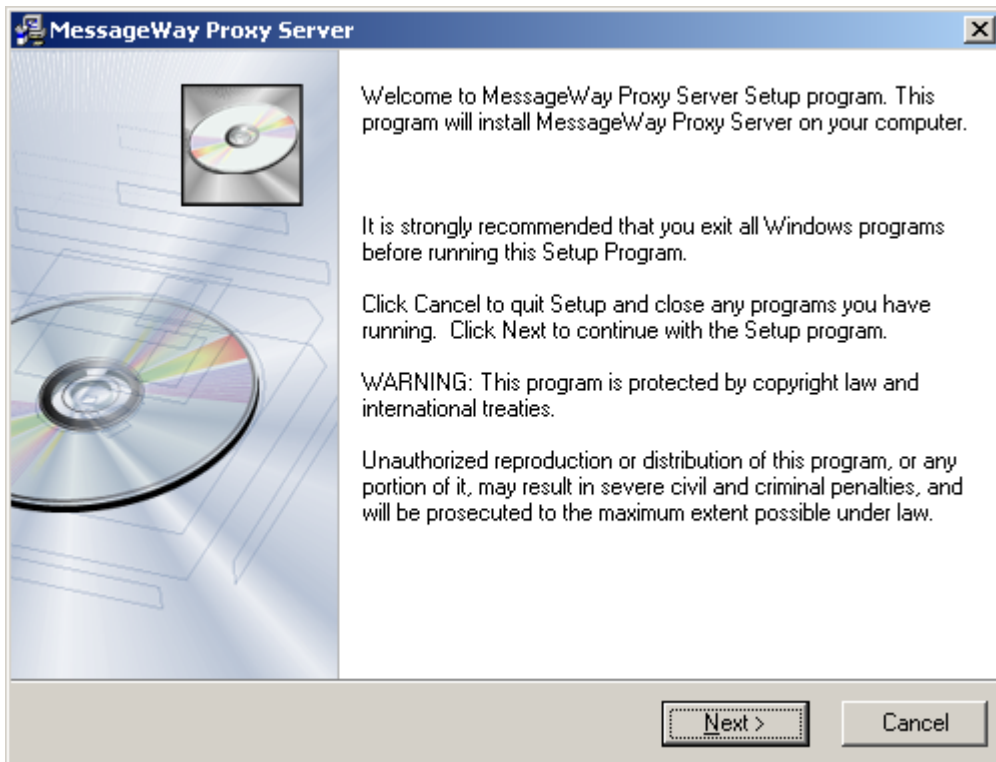 MessageWay Proxy Server
Welcome to MessageWay Proxy Server Setup program. This
program will install MessageWay Proxy Server on your computer.
It is strongly recommended that you exit all Windows programs
before running this Setup Program.
Click Cancel to quit Setup and close any programs you have
running.  Click Next to continue with the Setup program.
WARNING: This program is protected by copyright law and
international treaties.
Unauthorized reproduction or distribution of this program, or any
portion of it, may result in severe civil and criminal penalties, and
will be prosecuted to the maximum extent possible under law.
Next >
Cancel